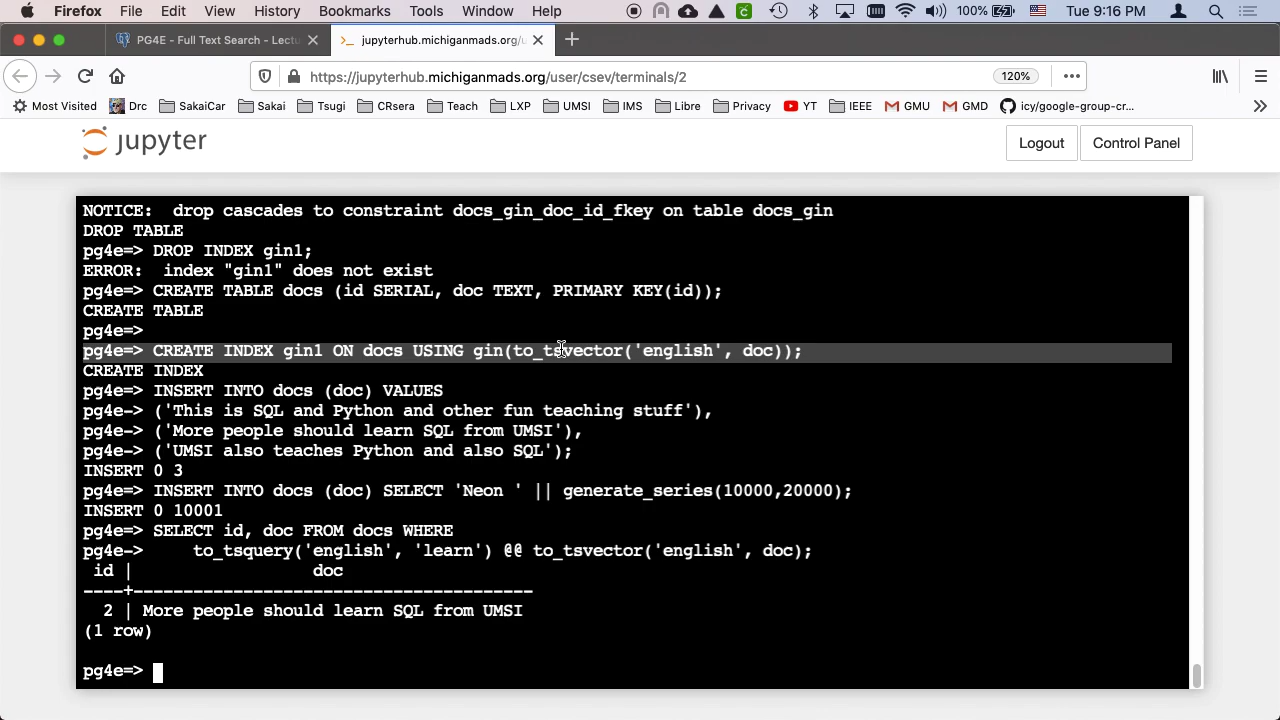 Firefox File Edit View History Bookmarks Tools Window Help 100% Tue 9:16 PM
PG4E - Full Text Search - Lectu
>_ jupyterhub.michiganmads.org/u
https://jupyterhub.michiganmads.org/user/csev/terminals/2 120%
Most Visited Drc SakaiCar Sakai Tsugi CRsera Teach LXP UMSI IMS Libre Privacy YT IEEE GMU GMD icy/google-group-cr...
jupyter Logout Control Panel
NOTICE:  drop cascades to constraint docs_gin_doc_id_fkey on table docs_gin
DROP TABLE
pg4e=> DROP INDEX gin1;
ERROR:  index "gin1" does not exist
pg4e=> CREATE TABLE docs (id SERIAL, doc TEXT, PRIMARY KEY(id));
CREATE TABLE
pg4e=>
pg4e=> CREATE INDEX gin1 ON docs USING gin(to_tsvector('english', doc));
CREATE INDEX
pg4e=> INSERT INTO docs (doc) VALUES
pg4e-> ('This is SQL and Python and other fun teaching stuff'),
pg4e-> ('More people should learn SQL from UMSI'),
pg4e-> ('UMSI also teaches Python and also SQL');
INSERT 0 3
pg4e=> INSERT INTO docs (doc) SELECT 'Neon ' || generate_series(10000,20000);
INSERT 0 10001
pg4e=> SELECT id, doc FROM docs WHERE
pg4e->     to_tsquery('english', 'learn') @@ to_tsvector('english', doc);
 id |                  doc
----+----------------------------------------
  2 | More people should learn SQL from UMSI
(1 row)
pg4e=>